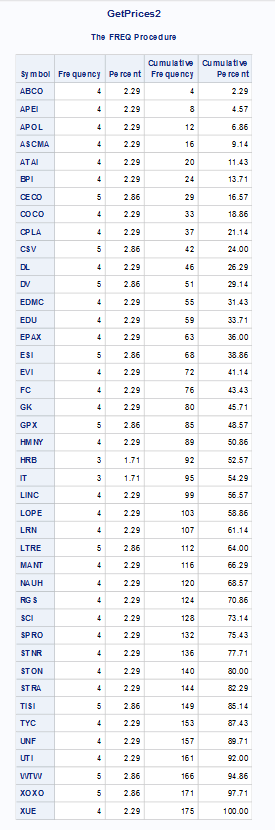 GetPrices2
The FREQ Procedure
Cumulative Cumulative
Symbol Frequency Percent Frequency Percent
ABCO 4 2.29 4 2.29
APEI 4 2.29 8 4.57
APOL 4 2.29 12 6.86
ASCMA 4 2.29 16 9.14
ATAI 4 2.29 20 11.43
BPI 4 2.29 24 13.71
CECO 5 2.86 29 16.57
COCO 4 2.29 33 18.86
CPLA 4 2.29 37 21.14
CSV 5 2.86 42 24.00
DL 4 2.29 46 26.29
DV 5 2.86 51 29.14
EDMC 4 2.29 55 31.43
EDU 4 2.29 59 33.71
EPAX 4 2.29 63 36.00
ESI 5 2.86 68 38.86
EVI 4 2.29 72 41.14
FC 4 2.29 76 43.43
GK 4 2.29 80 45.71
GPX 5 2.86 85 48.57
HMNY 4 2.29 89 50.86
HRB 3 1.71 92 52.57
IT 3 1.71 95 54.29
LINC 4 2.29 99 56.57
LOPE 4 2.29 103 58.86
LRN 4 2.29 107 61.14
LTRE 5 2.86 112 64.00
MANT 4 2.29 116 66.29
NAUH 4 2.29 120 68.57
RGS 4 2.29 124 70.86
SCI 4 2.29 128 73.14
SPRO 4 2.29 132 75.43
STNR 4 2.29 136 77.71
STON 4 2.29 140 80.00
STRA 4 2.29 144 82.29
TISI 5 2.86 149 85.14
TYC 4 2.29 153 87.43
UNF 4 2.29 157 89.71
UTI 4 2.29 161 92.00
WTW 5 2.86 166 94.86
XOXO 5 2.86 171 97.71
XUE 4 2.29 175 100.00